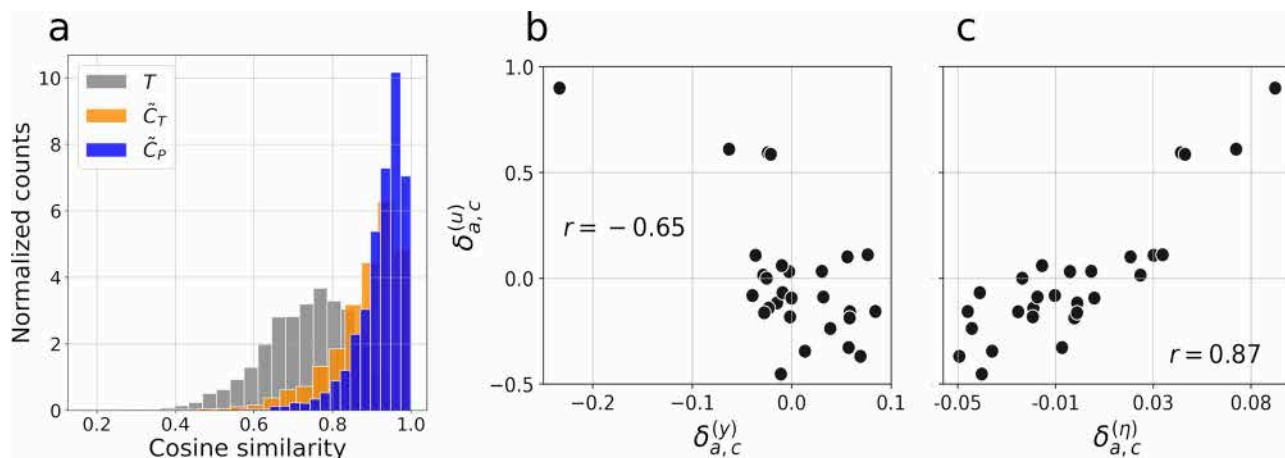 a
b
c
T
C̃_T
C̃_P
Normalized counts
10
8
6
4
2
0
0.2
0.4
0.6
0.8
1.0
Cosine similarity
δ_{a,c}^{(u)}
1.0
0.5
0.0
−0.5
r = −0.65
−0.2
−0.1
0.0
0.1
δ_{a,c}^{(y)}
r = 0.87
-0.05
-0.01
0.03
0.08
δ_{a,c}^{(η)}